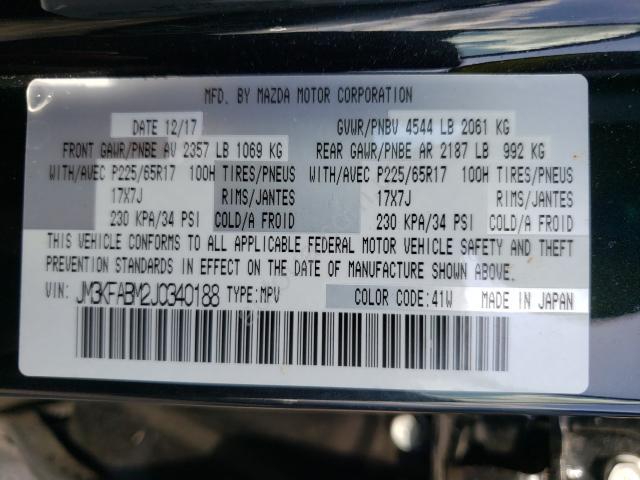 MFD. BY MAZDA MOTOR CORPORATION
DATE 12/17 GVWR/PNBV 4544 LB 2061 KG
FRONT GAWR/PNBE AV 2357 LB 1069 KG REAR GAWR/PNBE AR 2187 LB 992 KG
WITH/AVEC P225/65R17 100H TIRES/PNEUS WITH/AVEC P225/65R17 100H TIRES/PNEUS
17X7J RIMS/JANTES 17X7J RIMS/JANTES
230 KPA/34 PSI COLD/A FROID 230 KPA/34 PSI COLD/A FROID
THIS VEHICLE CONFORMS TO ALL APPLICABLE FEDERAL MOTOR VEHICLE SAFETY AND THEFT
PREVENTION STANDARDS IN EFFECT ON THE DATE OF MANUFACTURE SHOWN ABOVE.
VIN: JM3KFABM2J0340188 TYPE:MPV COLOR CODE:41W MADE IN JAPAN